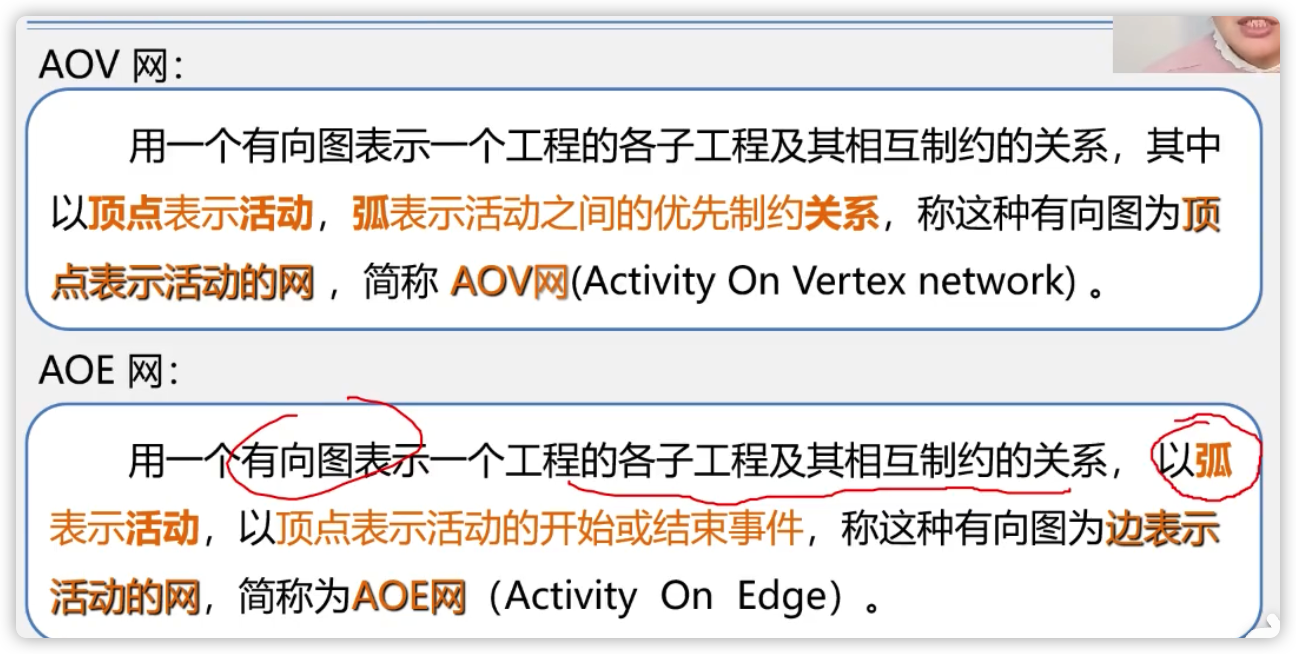 AOV 网：
用一个有向图表示一个工程的各子工程及其相互制约的关系，其中
以顶点表示活动，弧表示活动之间的优先制约关系，称这种有向图为顶
点表示活动的网 ，简称 AOV网(Activity On Vertex network) 。
AOE 网：
用一个有向图表示一个工程的各子工程及其相互制约的关系， 以弧
表示活动，以顶点表示活动的开始或结束事件，称这种有向图为边表示
活动的网，简称为AOE网（Activity On Edge）。